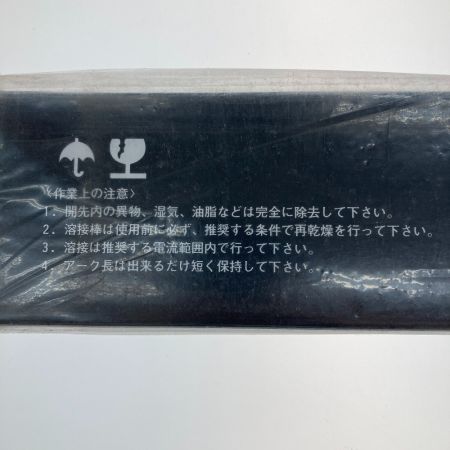 〈作業上の注意〉
1. 開先内の異物、湿気、油脂などは完全に除去して下さい。
2. 溶接棒は使用前に必ず、推奨する条件で再乾燥を行って下さい。
3. 溶接は推奨する電流範囲内で行って下さい。
4. アーク長は出来るだけ短く保持して下さい。